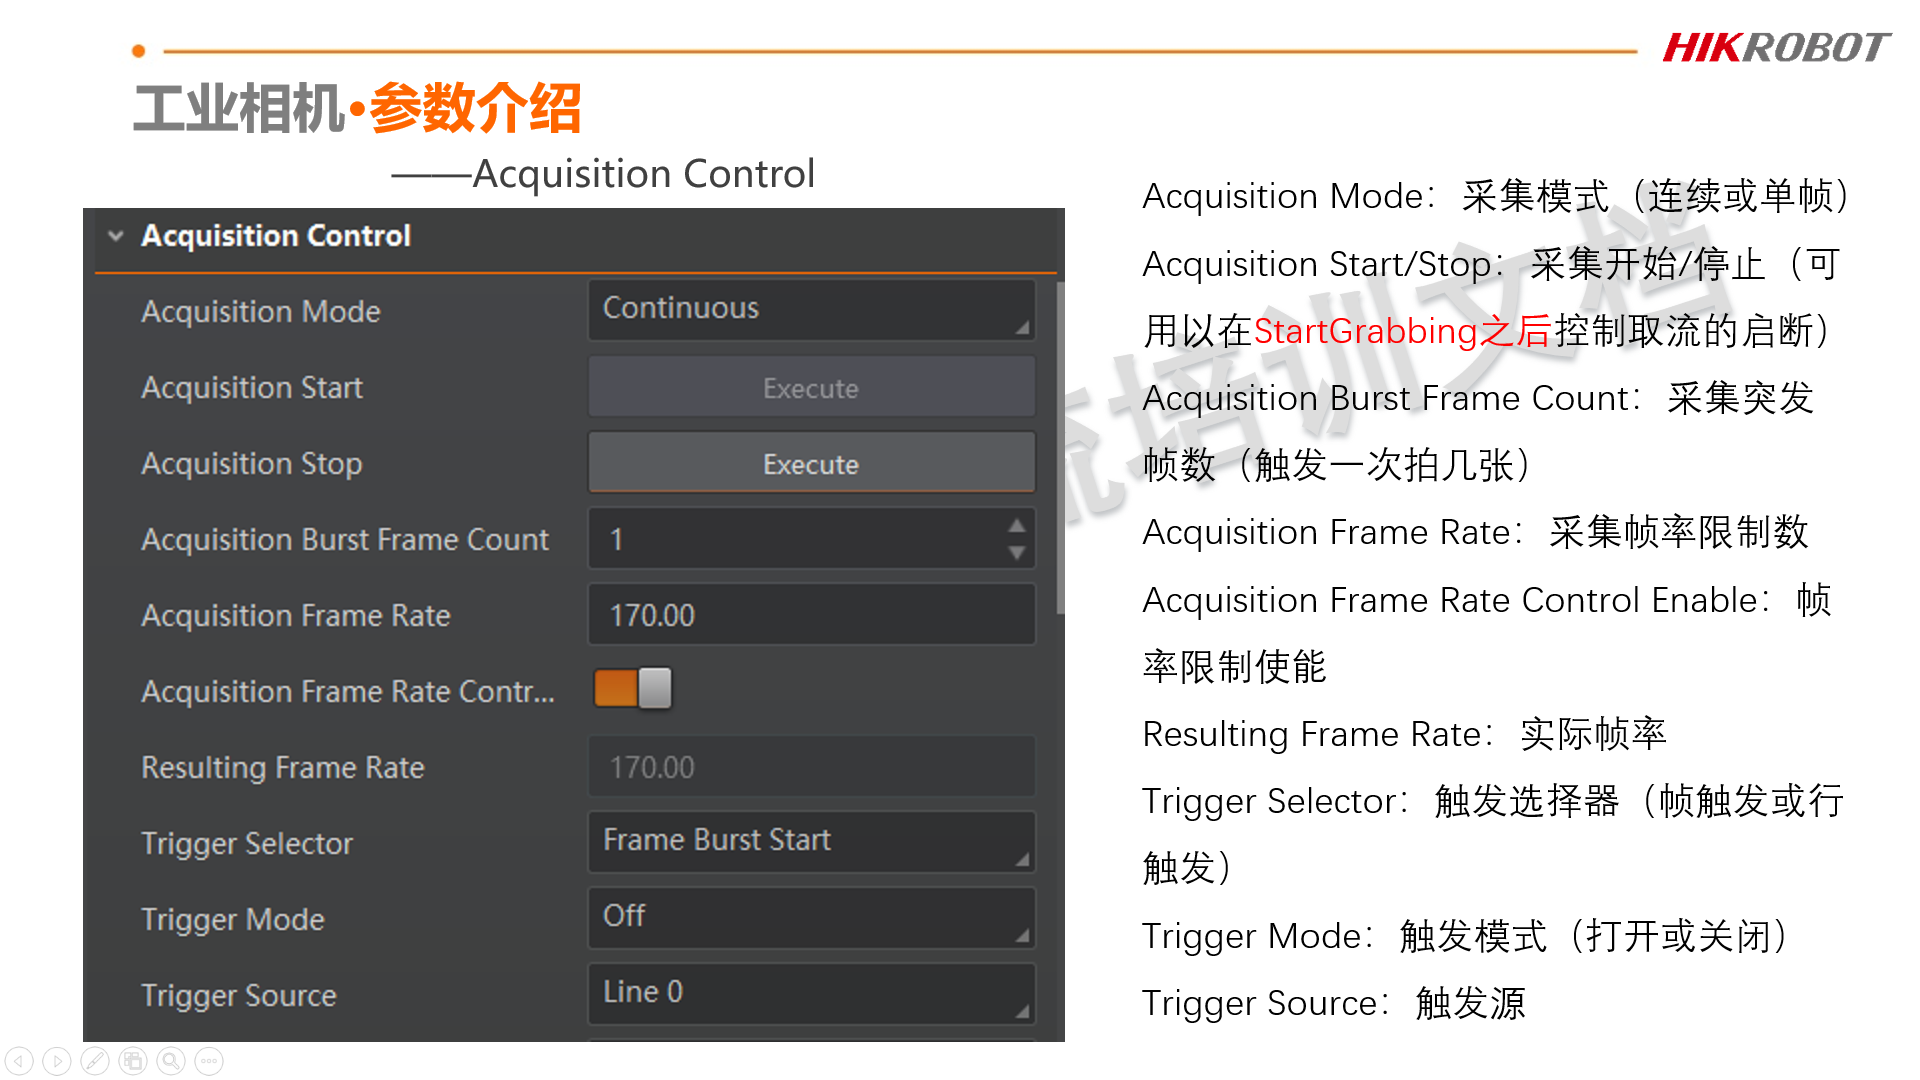 HIKROBOT
工业相机•参数介绍
——Acquisition Control
Acquisition Control
Acquisition Mode
Continuous
Acquisition Start
Execute
Acquisition Stop
Execute
Acquisition Burst Frame Count
1
Acquisition Frame Rate
170.00
Acquisition Frame Rate Contr...
Resulting Frame Rate
170.00
Trigger Selector
Frame Burst Start
Trigger Mode
Off
Trigger Source
Line 0
Acquisition Mode：采集模式（连续或单帧）
Acquisition Start/Stop：采集开始/停止（可
用以在StartGrabbing之后控制取流的启断）
Acquisition Burst Frame Count：采集突发
帧数（触发一次拍几张）
Acquisition Frame Rate：采集帧率限制数
Acquisition Frame Rate Control Enable：帧
率限制使能
Resulting Frame Rate：实际帧率
Trigger Selector：触发选择器（帧触发或行
触发）
Trigger Mode：触发模式（打开或关闭）
Trigger Source：触发源
流培训文档